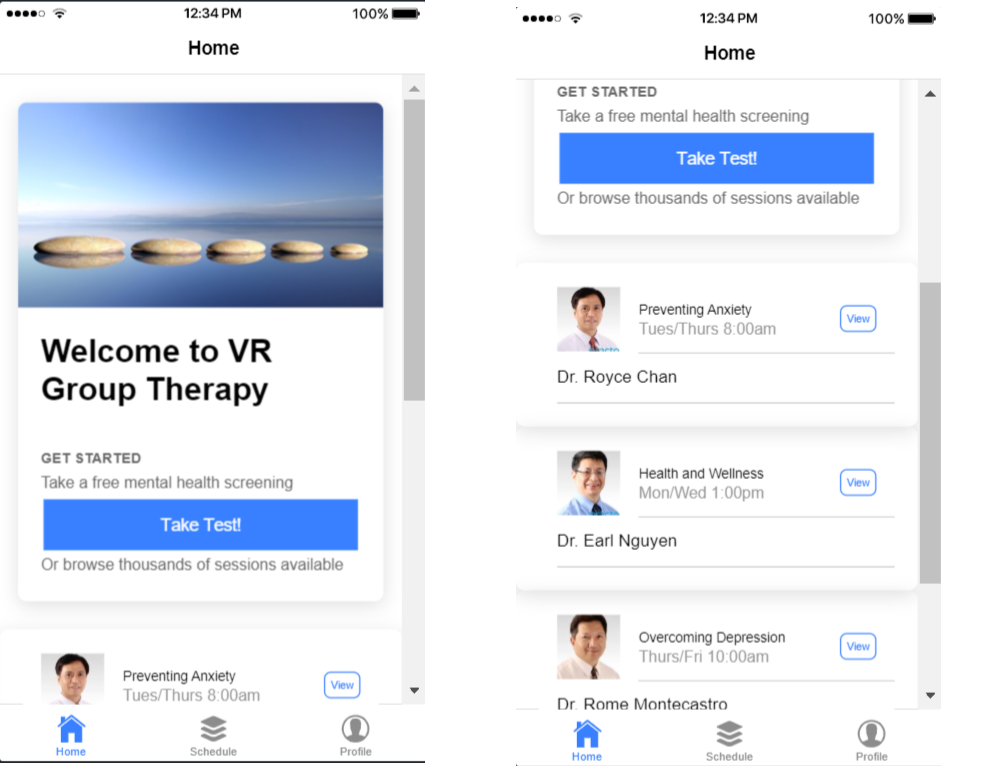 12:34 PM
100%
Home
Welcome to VR
Group Therapy
GET STARTED
Take a free mental health screening
Take Test!
Or browse thousands of sessions available
Preventing Anxiety
Tues/Thurs 8:00am
View
Home
Schedule
Profile
12:34 PM
100%
Home
GET STARTED
Take a free mental health screening
Take Test!
Or browse thousands of sessions available
Preventing Anxiety
Tues/Thurs 8:00am
View
Dr. Royce Chan
Health and Wellness
Mon/Wed 1:00pm
View
Dr. Earl Nguyen
Overcoming Depression
Thurs/Fri 10:00am
View
Dr. Rome Montecastro
Home
Schedule
Profile